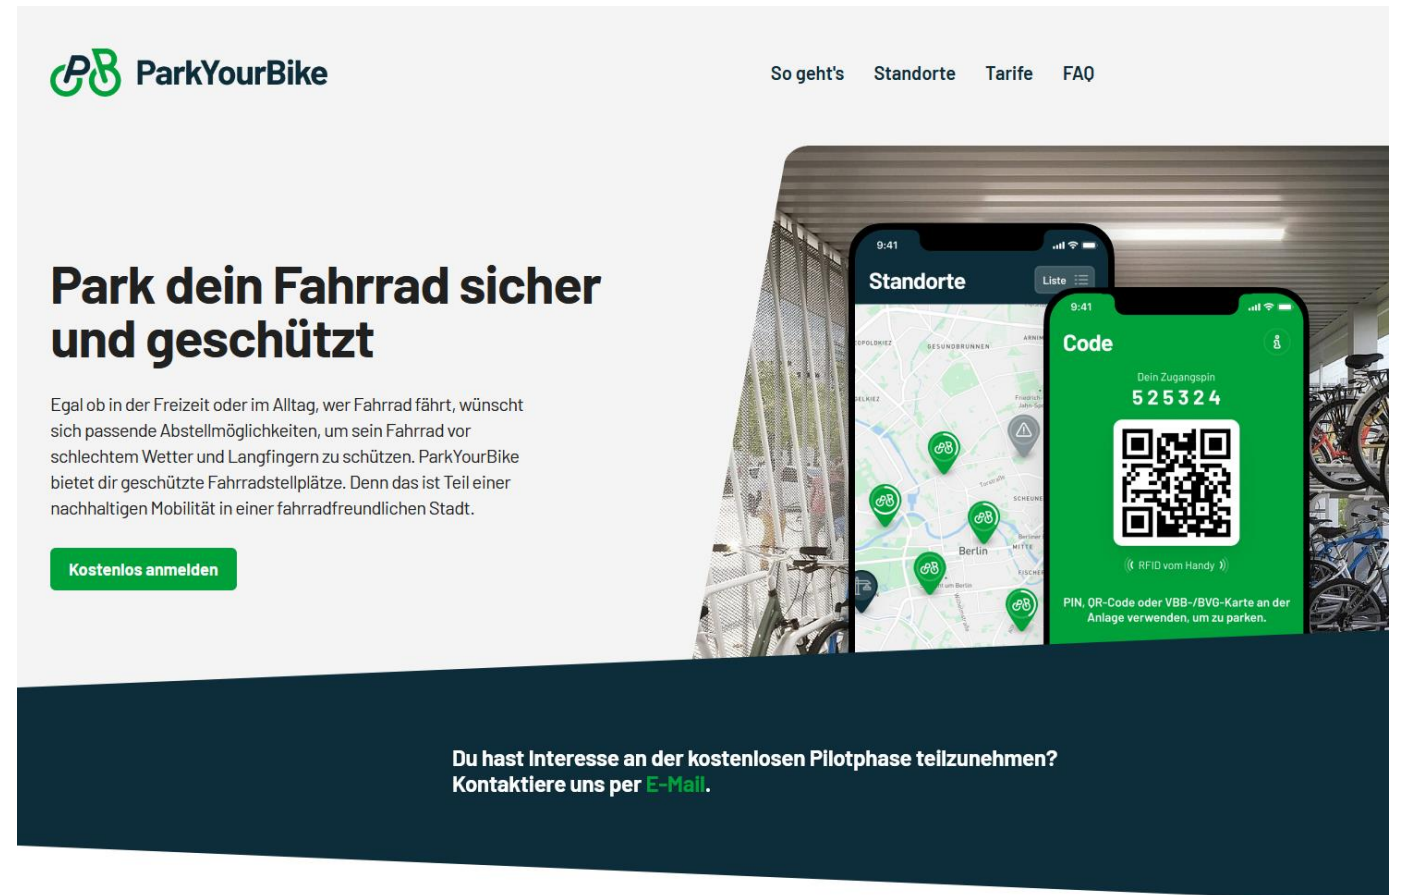 ParkYourBike
So geht's Standorte Tarife FAQ
Park dein Fahrrad sicher
und geschützt
Egal ob in der Freizeit oder im Alltag, wer Fahrrad fährt, wünscht
sich passende Abstellmöglichkeiten, um sein Fahrrad vor
schlechtem Wetter und Langfingern zu schützen. ParkYourBike
bietet dir geschützte Fahrradstellplätze. Denn das ist Teil einer
nachhaltigen Mobilität in einer fahrradfreundlichen Stadt.
Kostenlos anmelden
9:41
Standorte
Liste
GESUNDBRUNNEN
Berlin
MITTE
9:41
Code
Dein Zugangspin
525324
RFID vom Handy
PIN, QR-Code oder VBB-/BVG-Karte an der
Anlage verwenden, um zu parken.
Du hast Interesse an der kostenlosen Pilotphase teilzunehmen?
Kontaktiere uns per E-Mail.